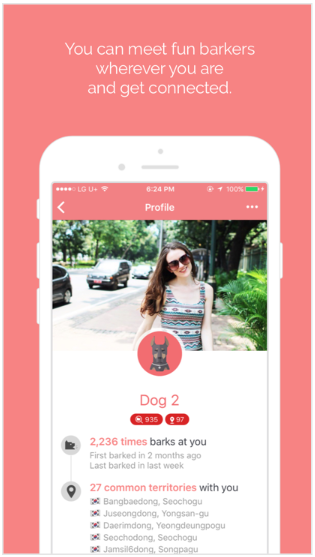 You can meet fun barkers
wherever you are
and get connected.
LG U+ 6:24 PM 100%
Profile
Dog 2
935 97
2,236 times barks at you
First barked in 2 months ago
Last barked in last week
27 common territories with you
Bangbaedong, Seochogu
Juseongdong, Yongsan-gu
Daerimdong, Yeongdeungpogu
Seochodong, Seochogu
Jamsil6dong, Songpagu